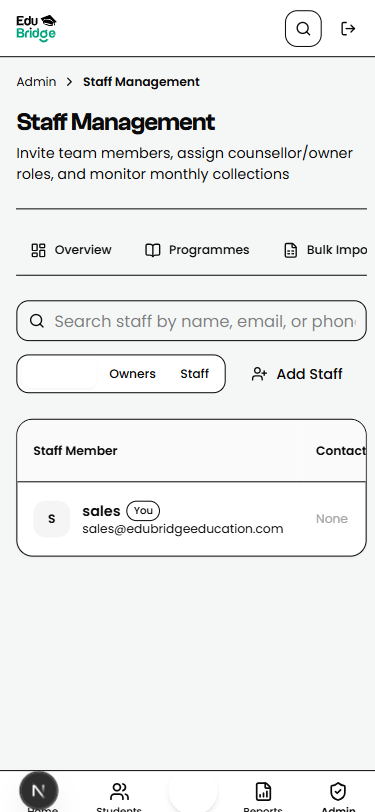 Edu
Bridge
Admin > Staff Management
Staff Management
Invite team members, assign counsellor/owner
roles, and monitor monthly collections
Overview Programmes Bulk Impo
Search staff by name, email, or phone
Owners Staff Add Staff
Staff Member Contact
S sales You
sales@edubridgeeducation.com None
N
Home Students Reports Admin